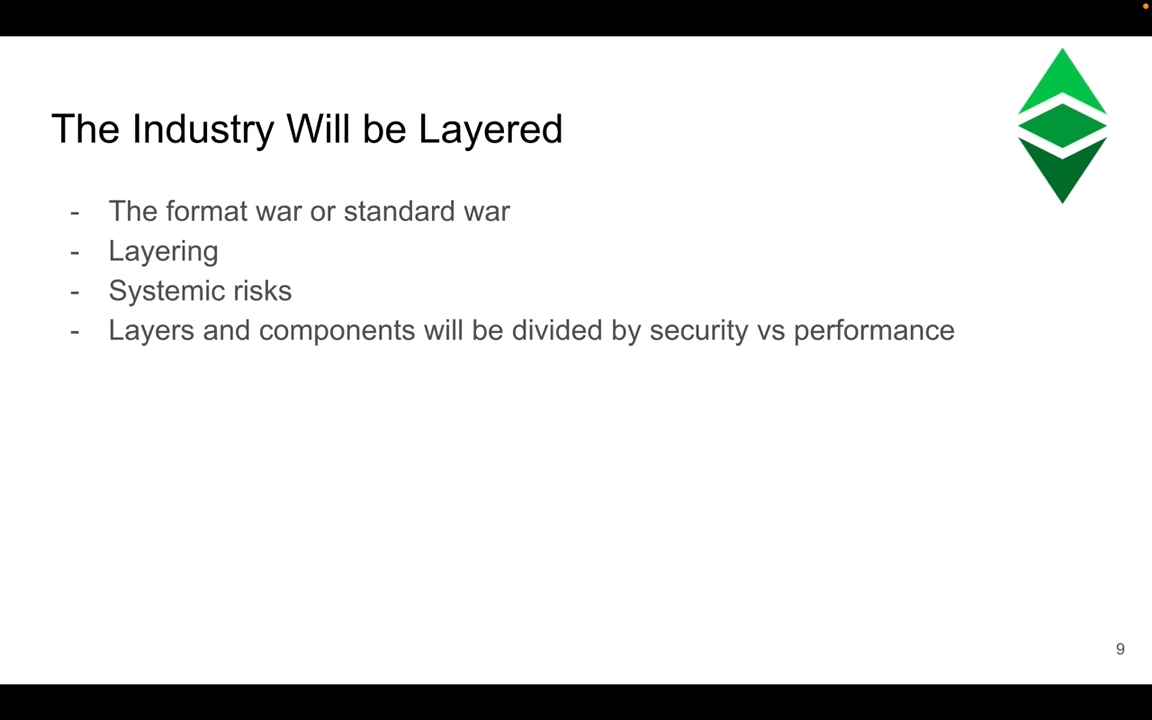 The Industry Will be Layered
- The format war or standard war
- Layering
- Systemic risks
- Layers and components will be divided by security vs performance
9